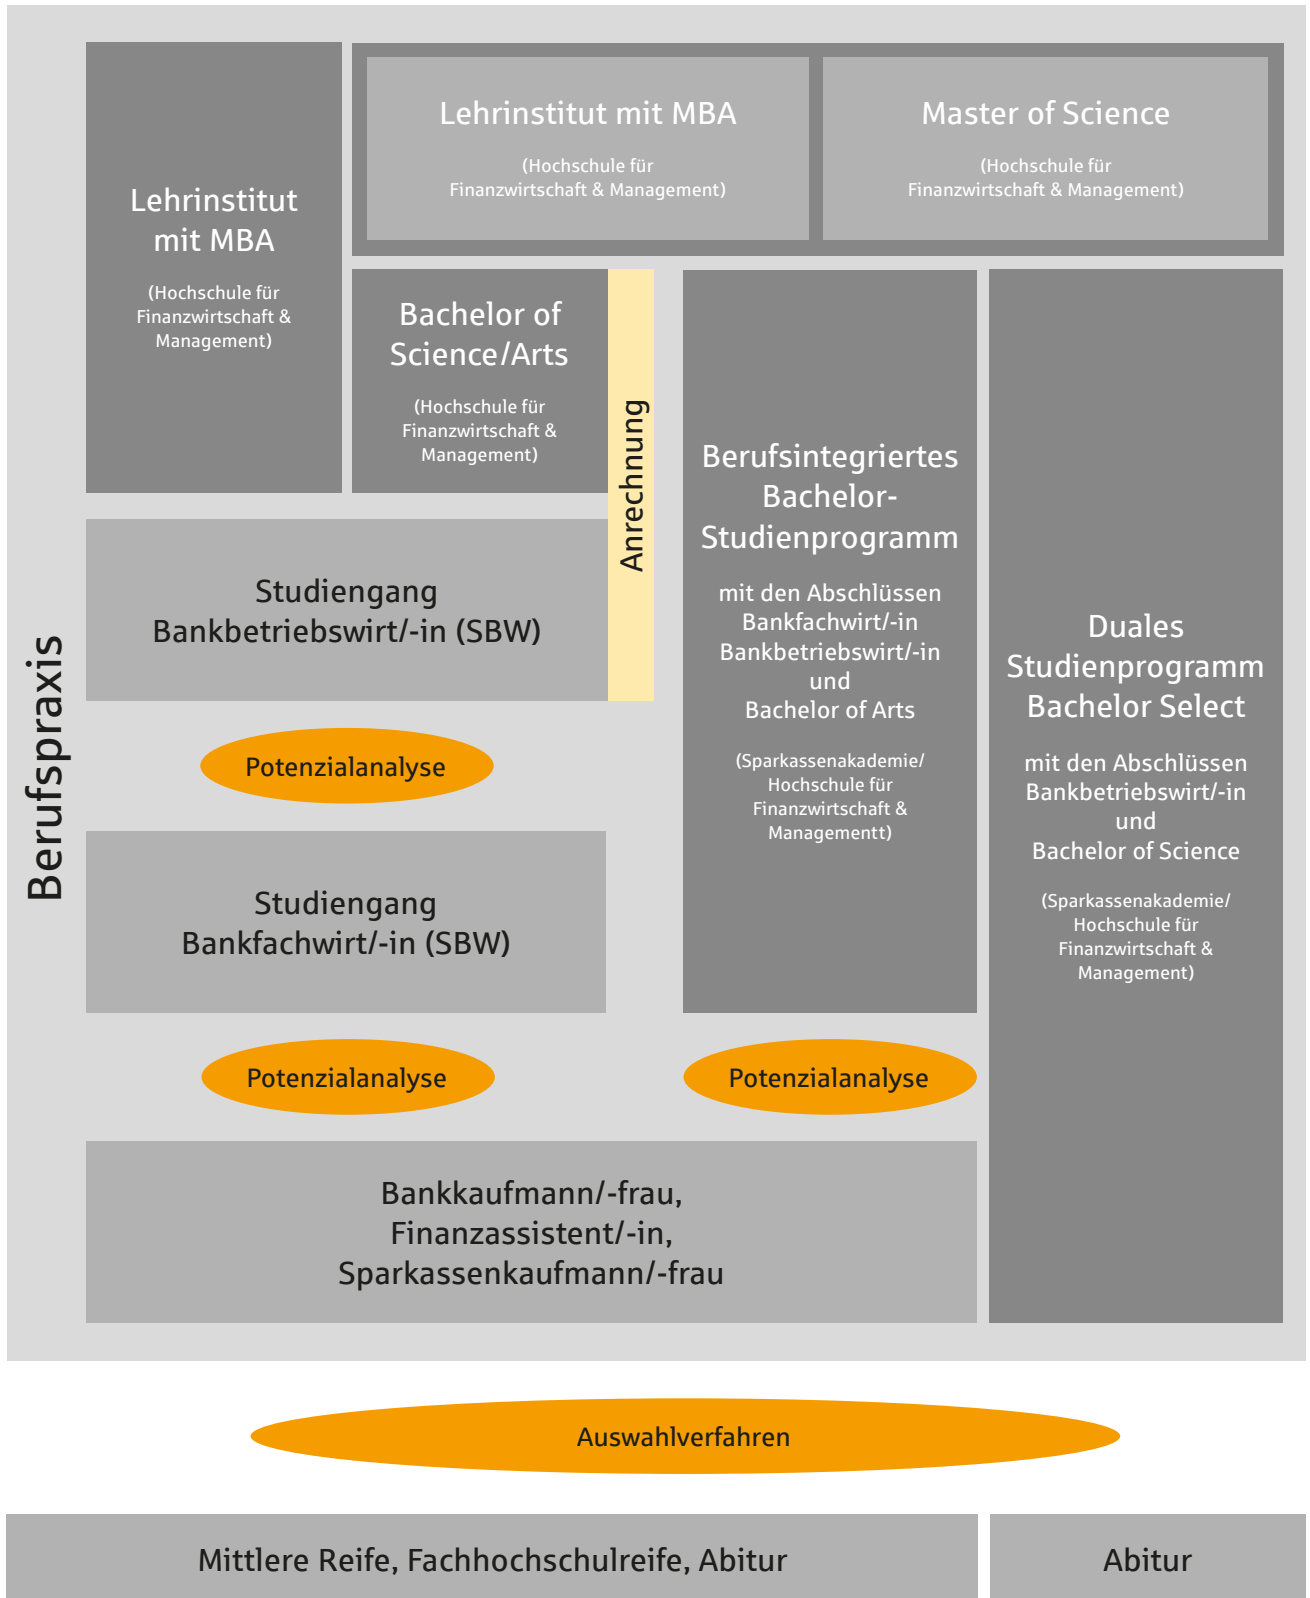 Lehrinstitut
mit MBA
(Hochschule für
Finanzwirtschaft &
Management)
Lehrinstitut mit MBA
(Hochschule für
Finanzwirtschaft & Management)
Master of Science
(Hochschule für
Finanzwirtschaft & Management)
Bachelor of
Science/Arts
(Hochschule für
Finanzwirtschaft &
Management)
Anrechnung
Berufsintegriertes
Bachelor-
Studienprogramm
mit den Abschlüssen
Bankfachwirt/-in
Bankbetriebswirt/-in
und
Bachelor of Arts
(Sparkassenakademie/
Hochschule für
Finanzwirtschaft &
Managementt)
Duales
Studienprogramm
Bachelor Select
mit den Abschlüssen
Bankbetriebswirt/-in
und
Bachelor of Science
(Sparkassenakademie/
Hochschule für
Finanzwirtschaft &
Management)
Studiengang
Bankbetriebswirt/-in (SBW)
Berufspraxis
Potenzialanalyse
Studiengang
Bankfachwirt/-in (SBW)
Potenzialanalyse
Potenzialanalyse
Bankkaufmann/-frau,
Finanzassistent/-in,
Sparkassenkaufmann/-frau
Auswahlverfahren
Mittlere Reife, Fachhochschulreife, Abitur
Abitur